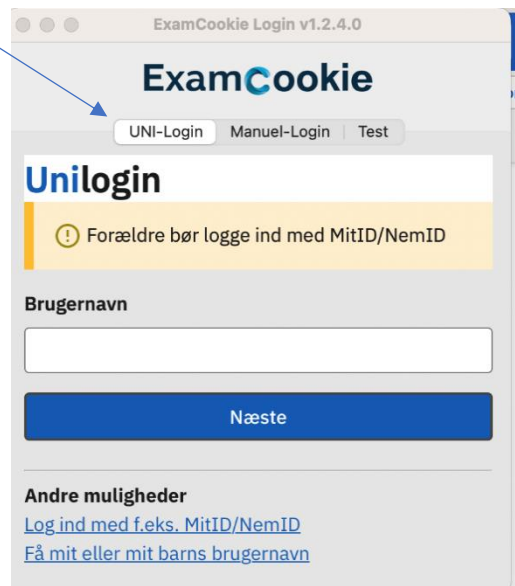 ExamCookie Login v1.2.4.0
ExamCookie
UNI-Login Manuel-Login Test
Unilogin
Forældre bør logge ind med MitID/NemID
Brugernavn
Næste
Andre muligheder
Log ind med f.eks. MitID/NemID
Få mit eller mit barns brugernavn